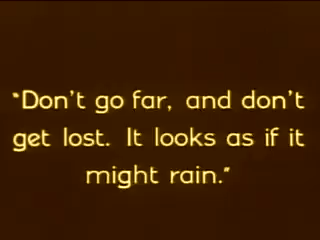 "Don't go far, and don't
get lost. It looks as if it
might rain."